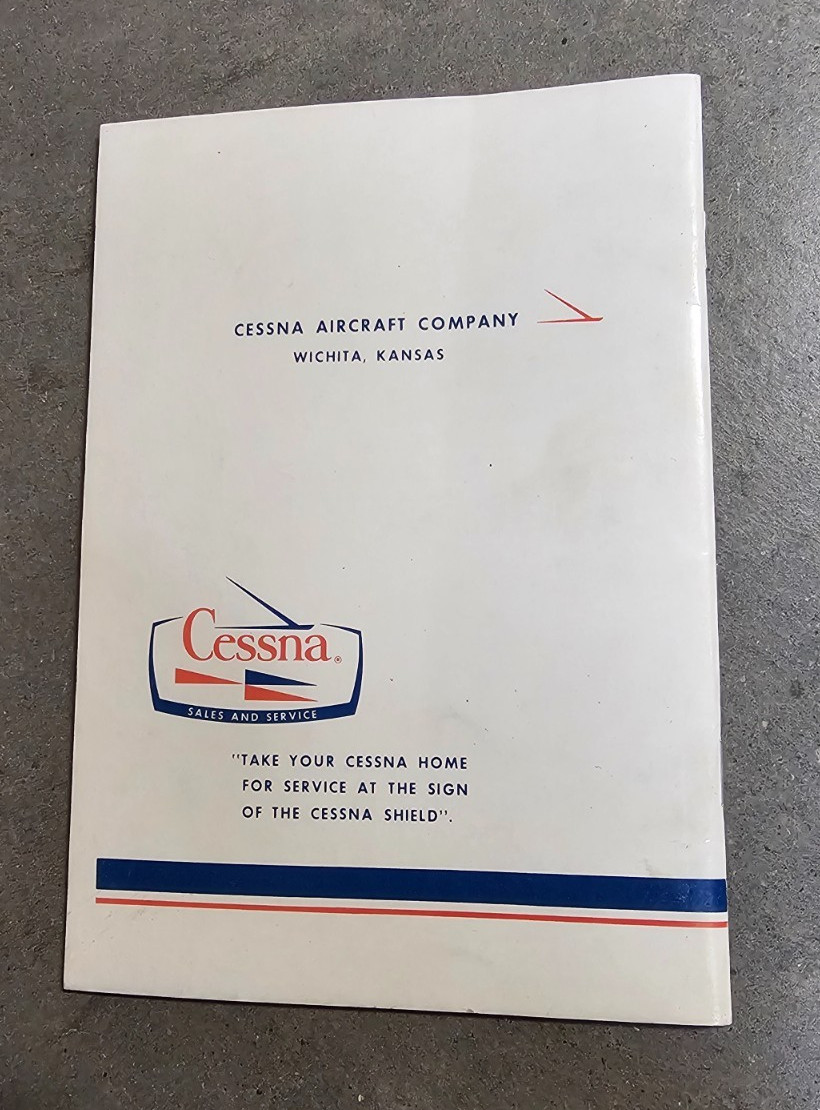 CESSNA AIRCRAFT COMPANY
WICHITA, KANSAS
Cessna®
SALES AND SERVICE
"TAKE YOUR CESSNA HOME
FOR SERVICE AT THE SIGN
OF THE CESSNA SHIELD".